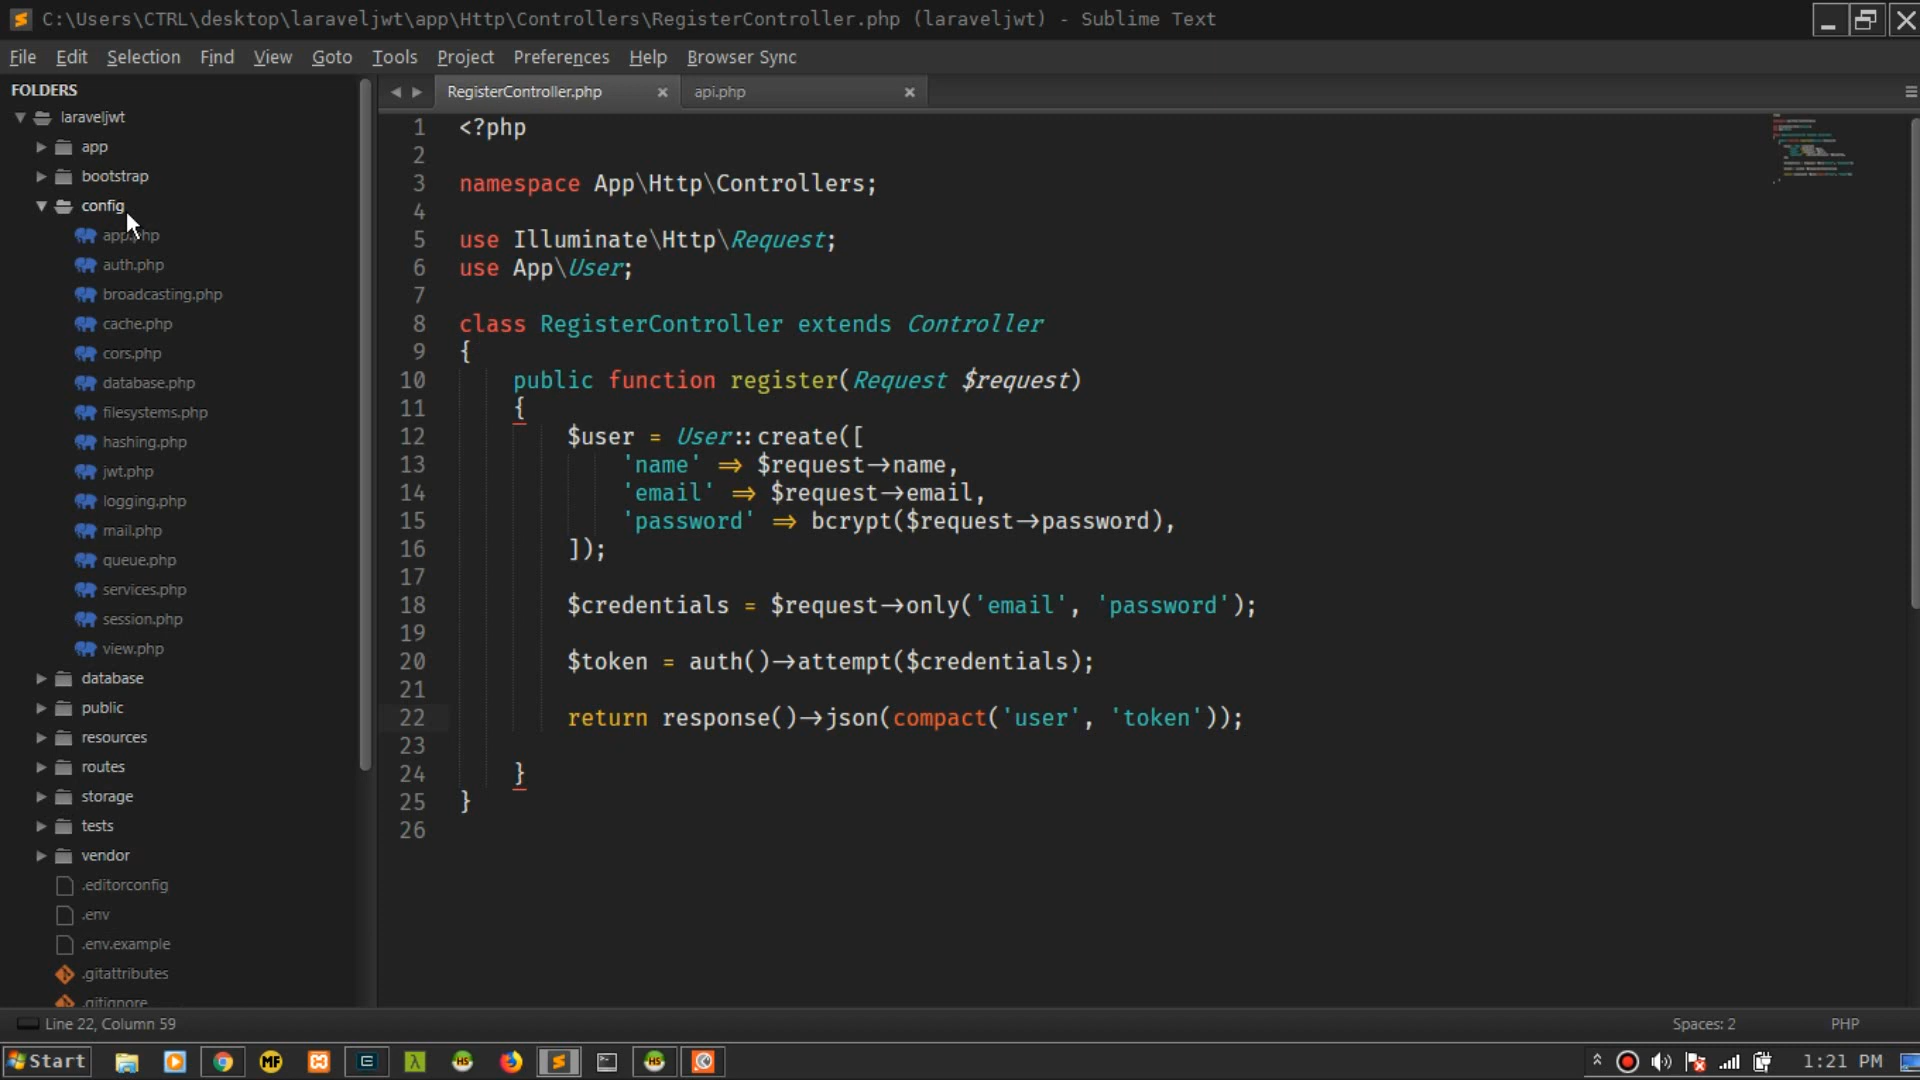 C:\Users\CTRL\desktop\laraveljwt\app\Http\Controllers\RegisterController.php (laraveljwt) - Sublime Text
File Edit Selection Find View Goto Tools Project Preferences Help Browser Sync
FOLDERS
laraveljwt
app
bootstrap
config
app.php
auth.php
broadcasting.php
cache.php
cors.php
database.php
filesystems.php
hashing.php
jwt.php
logging.php
mail.php
queue.php
services.php
session.php
view.php
database
public
resources
routes
storage
tests
vendor
.editorconfig
.env
.env.example
.gitattributes
.gitignore
RegisterController.php api.php
1 <?php
2
3 namespace App\Http\Controllers;
4
5 use Illuminate\Http\Request;
6 use App\User;
7
8 class RegisterController extends Controller
9 {
10 public function register(Request $request)
11 {
12 $user = User::create([
13 'name' => $request->name,
14 'email' => $request->email,
15 'password' => bcrypt($request->password),
16 ]);
17
18 $credentials = $request->only('email', 'password');
19
20 $token = auth()->attempt($credentials);
21
22 return response()->json(compact('user', 'token'));
23
24 }
25 }
26
Line 22, Column 59 Spaces: 2 PHP
Start MF HS HS 1:21 PM